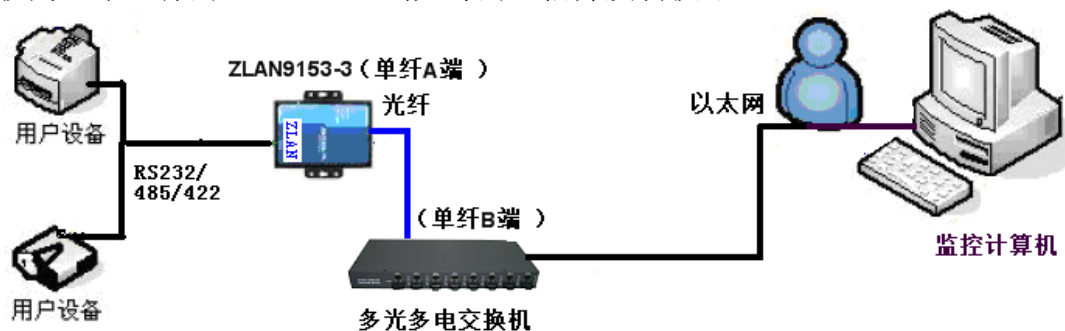 ZLAN9153-3（单纤A端 ）
光纤
以太网
用户设备
ZLAN
RS232/
485/422
（单纤B端 ）
监控计算机
用户设备
多光多电交换机